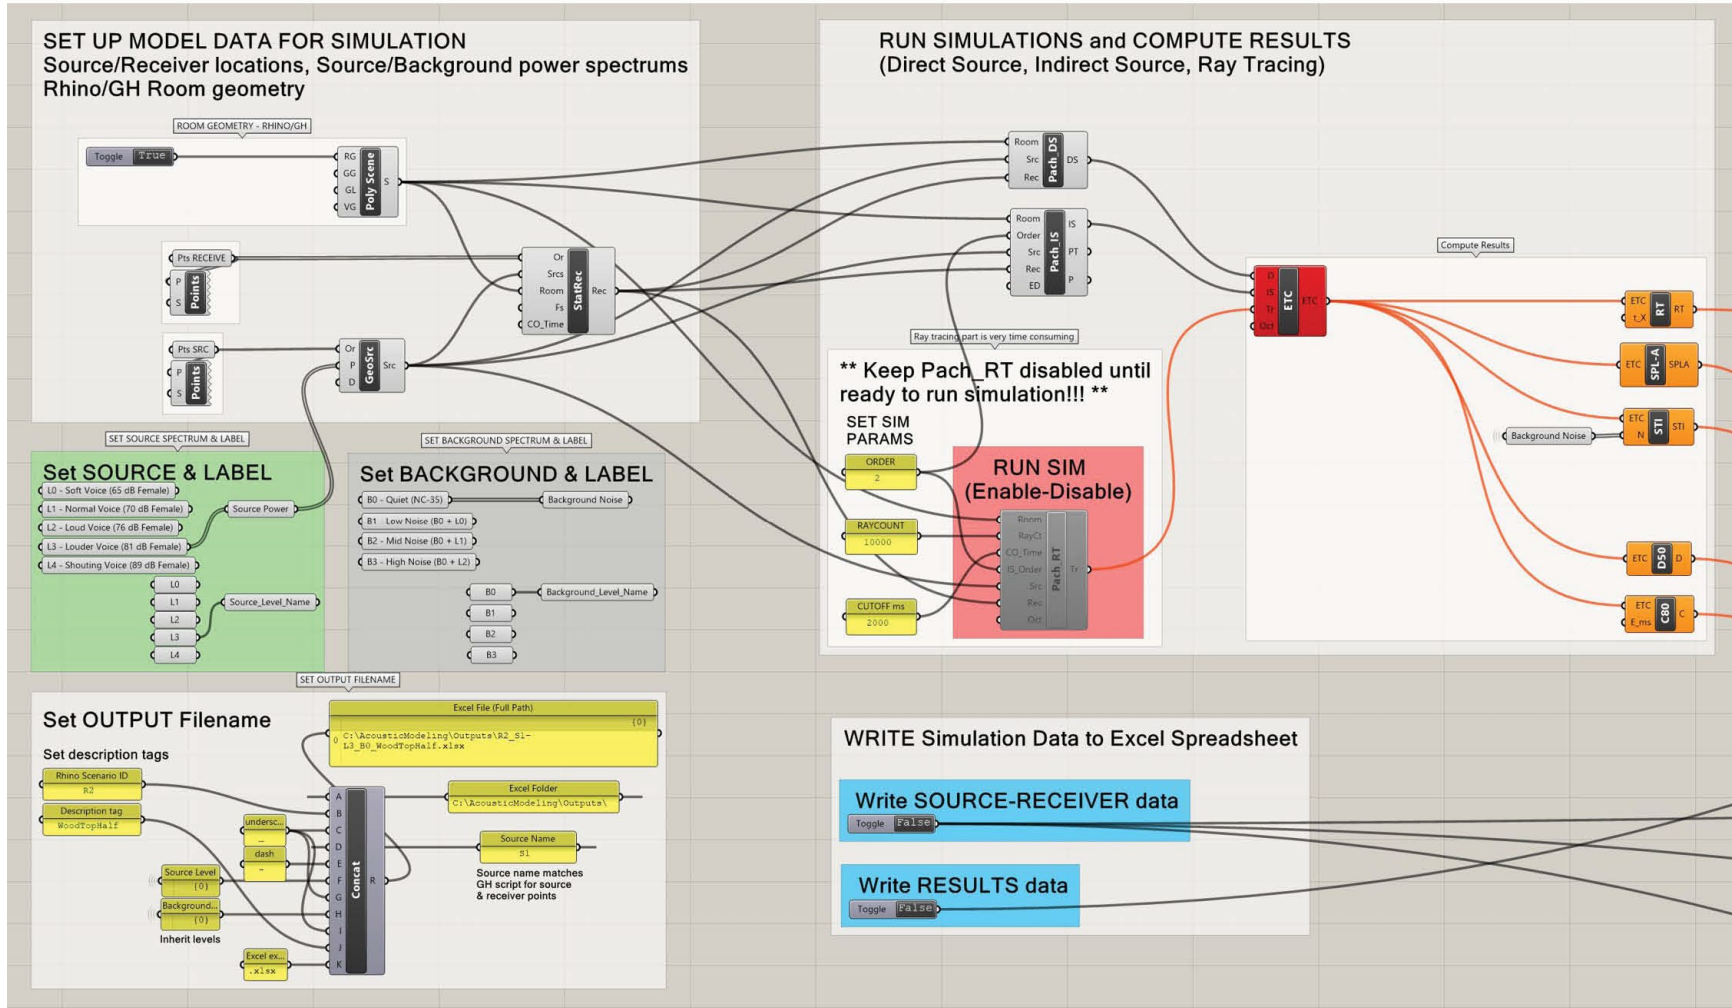 SET UP MODEL DATA FOR SIMULATION
Source/Receiver locations, Source/Background power spectrums
Rhino/GH Room geometry
ROOM GEOMETRY - RHINO/GH
Toggle True
RG
GG
GL
VG
Poly Scene
S
Pts RECEIVE
P
S
Points
Or
Srcs
Room
Fs
CO_Time
StatRec
Rec
Pts SRC
P
S
Points
Or
P
D
GeoSrc
Src
SET SOURCE SPECTRUM & LABEL
Set SOURCE & LABEL
L0 - Soft Voice (65 dB Female)
L1 - Normal Voice (70 dB Female)
L2 - Loud Voice (76 dB Female)
L3 - Louder Voice (81 dB Female)
L4 - Shouting Voice (89 dB Female)
Source Power
L0
L1
L2
L3
L4
Source_Level_Name
SET BACKGROUND SPECTRUM & LABEL
Set BACKGROUND & LABEL
B0 - Quiet (NC-35)
Background Noise
B1 - Low Noise (B0 + L0)
B2 - Mid Noise (B0 + L1)
B3 - High Noise (B0 + L2)
B0
Background_Level_Name
B1
B2
B3
SET OUTPUT FILENAME
Set OUTPUT Filename
Set description tags
Rhino Scenario ID
R2
Description tag
WoodTopHalf
undersc...
_
dash
-
Source Level
{0}
Background...
{0}
Inherit levels
Excel ex...
.xlsx
Excel File (Full Path)
{0}
0 C:\AcousticModeling\Outputs\R2_S1-
L3_B0_WoodTopHalf.xlsx
A
B
C
D
E
F
G
H
I
J
K
Concat
R
Excel Folder
C:\AcousticModeling\Outputs\
Source Name
S1
Source name matches
GH script for source
& receiver points
RUN SIMULATIONS and COMPUTE RESULTS
(Direct Source, Indirect Source, Ray Tracing)
Room
Src
Rec
Pach_DS
DS
Room
Order
Src
Rec
ED
Pach_IS
IS
PT
P
Ray tracing part is very time consuming
** Keep Pach_RT disabled until
ready to run simulation!!! **
SET SIM
PARAMS
ORDER
2
RAYCOUNT
10000
CUTOFF ms
2000
RUN SIM
(Enable-Disable)
Room
RayCt
CO_Time
IS_Order
Src
Rec
Oct
Pach_RT
Tr
Compute Results
D
IS
Tr
Oct
ETC
ETC
ETC
t_X
RT
RT
ETC
SPL-A
SPLA
Background Noise
ETC
N
STI
STI
ETC
D50
D
ETC
E_ms
C80
C
WRITE Simulation Data to Excel Spreadsheet
Write SOURCE-RECEIVER data
Toggle False
Write RESULTS data
Toggle False